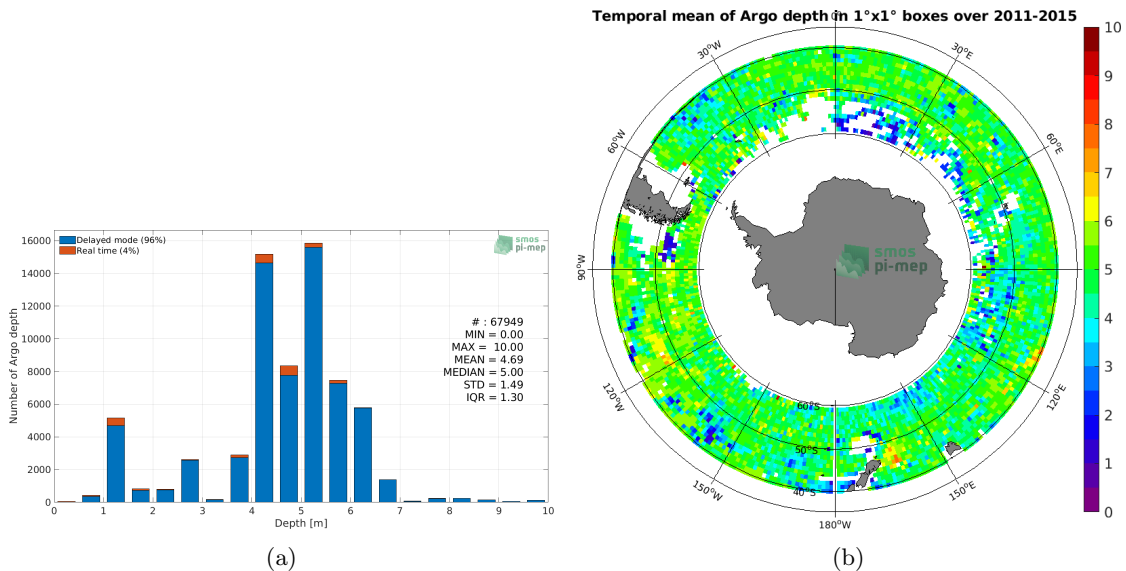 Delayed mode (96%)
Real time (4%)
smos
pi-mep
16000
14000
12000
10000
8000
6000
4000
2000
0
Number of Argo depth
# : 67949
MIN = 0.00
MAX = 10.00
MEAN = 4.69
MEDIAN = 5.00
STD = 1.49
IQR = 1.30
0 1 2 3 4 5 6 7 8 9 10
Depth [m]
(a)
Temporal mean of Argo depth in 1°x1° boxes over 2011-2015
0°
30°W
30°E
60°W
60°E
90°W
120°W
120°E
150°W
150°E
180°W
60°S
50°S
40°S
smos
pi-mep
10
9
8
7
6
5
4
3
2
1
0
(b)